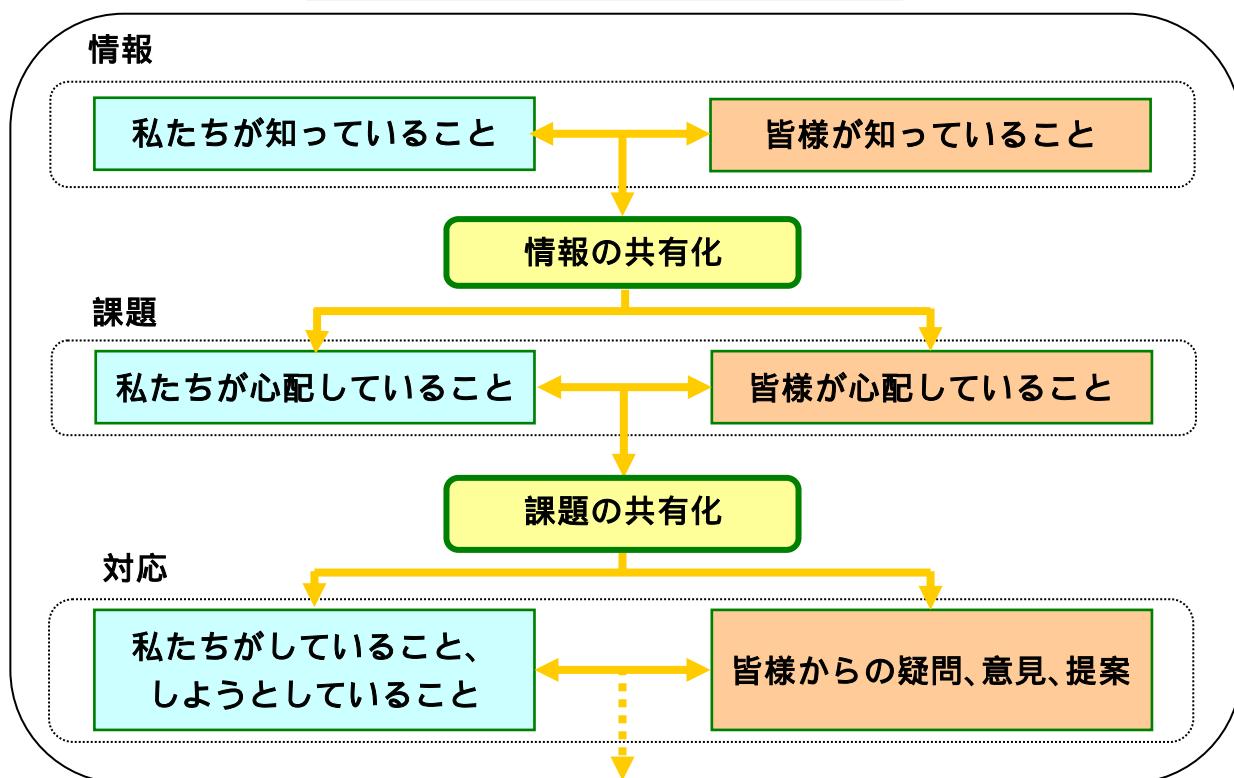 情報
私たちが知っていること
皆様が知っていること
情報の共有化
課題
私たちが心配していること
皆様が心配していること
課題の共有化
対応
私たちがしていること、
しようとしていること
皆様からの疑問、意見、提案